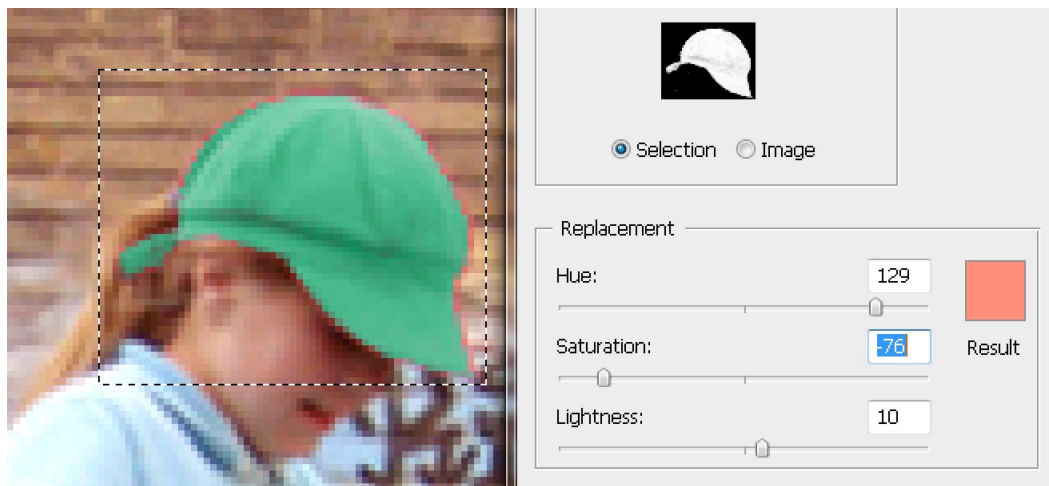 Selection Image
Replacement
Hue: 129
Saturation: -76 Result
Lightness: 10